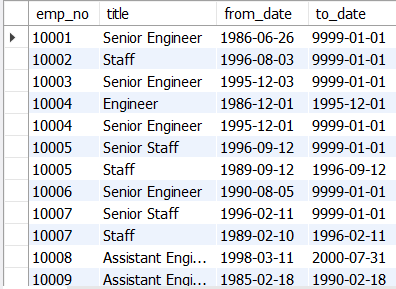 emp_no title from_date to_date
10001 Senior Engineer 1986-06-26 9999-01-01
10002 Staff 1996-08-03 9999-01-01
10003 Senior Engineer 1995-12-03 9999-01-01
10004 Engineer 1986-12-01 1995-12-01
10004 Senior Engineer 1995-12-01 9999-01-01
10005 Senior Staff 1996-09-12 9999-01-01
10005 Staff 1989-09-12 1996-09-12
10006 Senior Engineer 1990-08-05 9999-01-01
10007 Senior Staff 1996-02-11 9999-01-01
10007 Staff 1989-02-10 1996-02-11
10008 Assistant Engi... 1998-03-11 2000-07-31
10009 Assistant Engi... 1985-02-18 1990-02-18